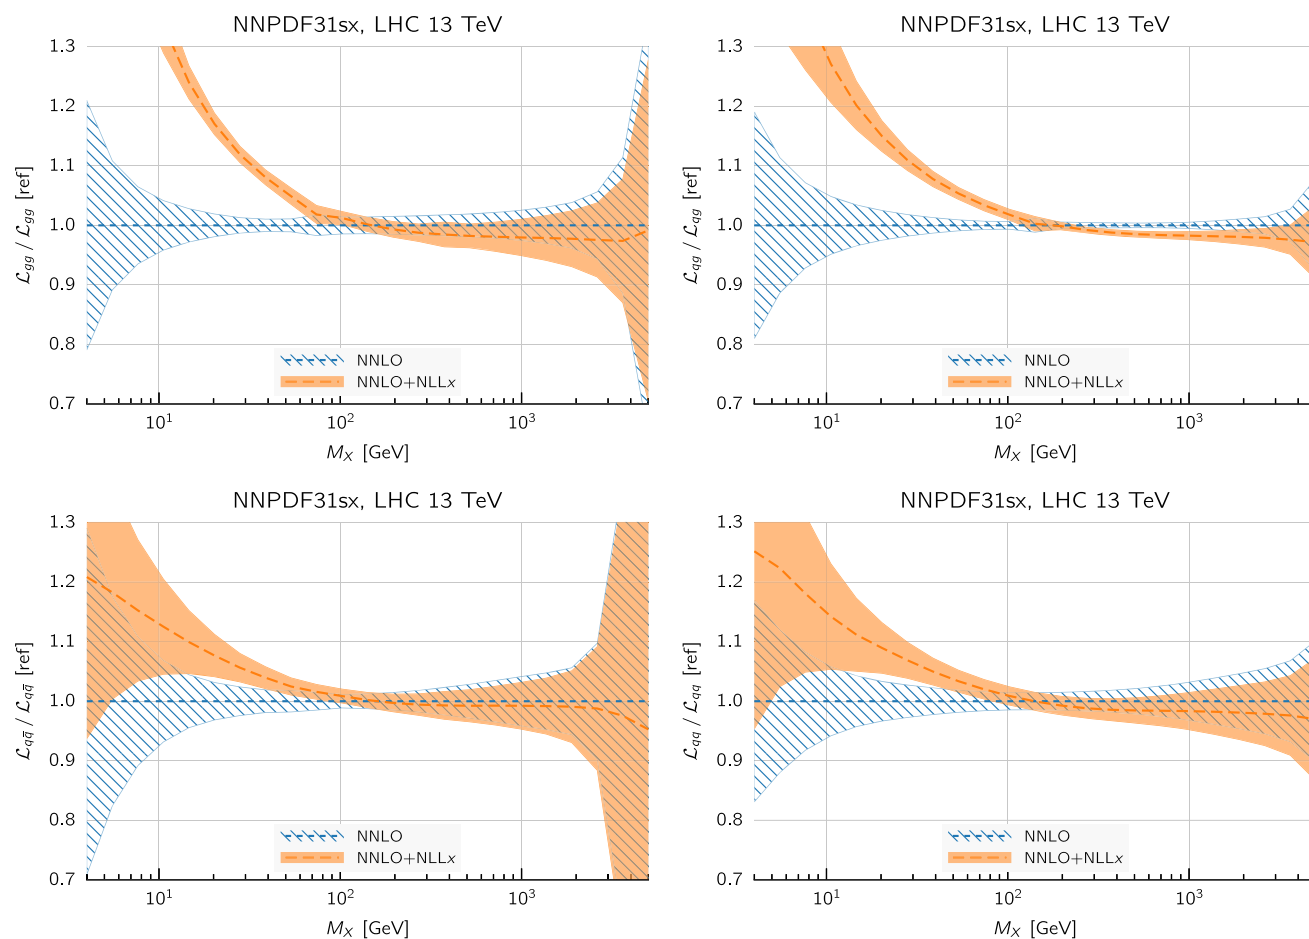 NNPDF31sx, LHC 13 TeV
1.3
1.2
1.1
1.0
0.9
0.8
0.7
ℒgg / ℒgg [ref]
NNLO
NNLO+NLLx
10¹
10²
10³
M_X [GeV]
NNPDF31sx, LHC 13 TeV
1.3
1.2
1.1
1.0
0.9
0.8
0.7
ℒqg / ℒqg [ref]
NNLO
NNLO+NLLx
10¹
10²
10³
M_X [GeV]
NNPDF31sx, LHC 13 TeV
1.3
1.2
1.1
1.0
0.9
0.8
0.7
ℒqq̄ / ℒqq̄ [ref]
NNLO
NNLO+NLLx
10¹
10²
10³
M_X [GeV]
NNPDF31sx, LHC 13 TeV
1.3
1.2
1.1
1.0
0.9
0.8
0.7
ℒqq / ℒqq [ref]
NNLO
NNLO+NLLx
10¹
10²
10³
M_X [GeV]